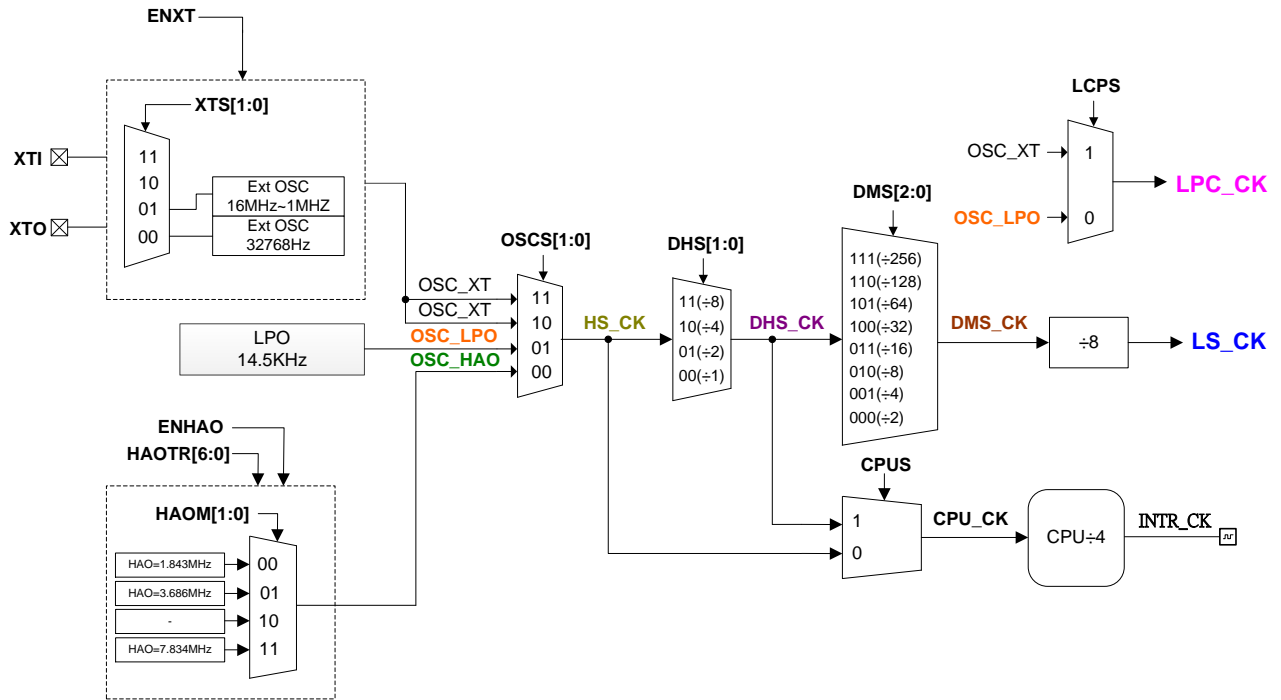 ENXT
XTS[1:0]
XTI
XTO
11
10
01
00
Ext OSC
16MHz~1MHZ
Ext OSC
32768Hz
LPO
14.5KHz
OSC_XT
OSC_XT
OSC_LPO
OSC_HAO
OSCS[1:0]
11
10
01
00
HS_CK
DHS[1:0]
11(÷8)
10(÷4)
01(÷2)
00(÷1)
DHS_CK
DMS[2:0]
111(÷256)
110(÷128)
101(÷64)
100(÷32)
011(÷16)
010(÷8)
001(÷4)
000(÷2)
DMS_CK
÷8
LS_CK
LCPS
OSC_XT
OSC_LPO
1
0
LPC_CK
CPUS
1
0
CPU_CK
CPU÷4
INTR_CK
ENHAO
HAOTR[6:0]
HAOM[1:0]
HAO=1.843MHz
HAO=3.686MHz
-
HAO=7.834MHz
00
01
10
11